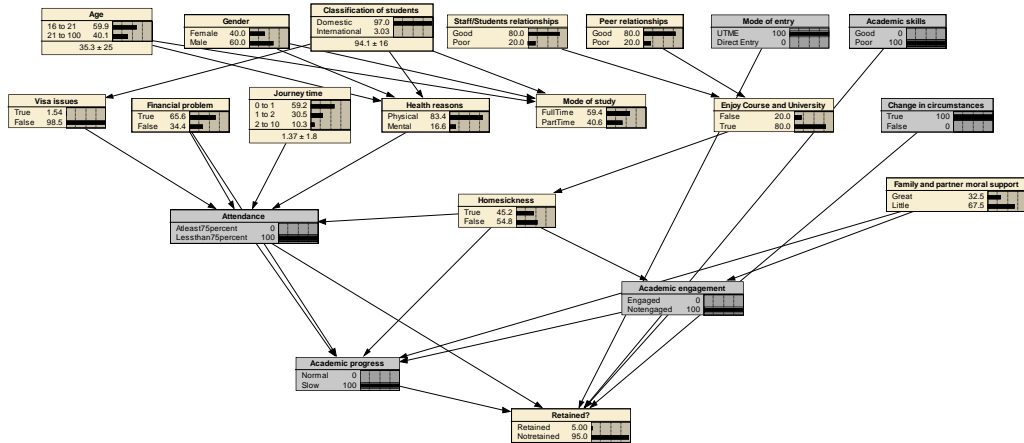 Age
16 to 21 59.9
21 to 100 40.1
35.3 ± 25
Gender
Female 40.0
Male 60.0
Classification of students
Domestic 97.0
International 3.03
94.1 ± 16
Staff/Students relationships
Good 80.0
Poor 20.0
Peer relationships
Good 80.0
Poor 20.0
Mode of entry
UTME 100
Direct Entry 0
Academic skills
Good 0
Poor 100
Visa issues
True 1.54
False 98.5
Financial problem
True 65.6
False 34.4
Journey time
0 to 1 59.2
1 to 2 30.5
2 to 10 10.3
1.37 ± 1.8
Health reasons
Physical 83.4
Mental 16.6
Mode of study
FullTime 59.4
PartTime 40.6
Enjoy Course and University
False 20.0
True 80.0
Change in circumstances
True 100
False 0
Family and partner moral support
Great 32.5
Little 67.5
Homesickness
True 45.2
False 54.8
Attendance
Atleast75percent 0
Lessthan75percent 100
Academic engagement
Engaged 0
Notengaged 100
Academic progress
Normal 0
Slow 100
Retained?
Retained 5.00
Notretained 95.0